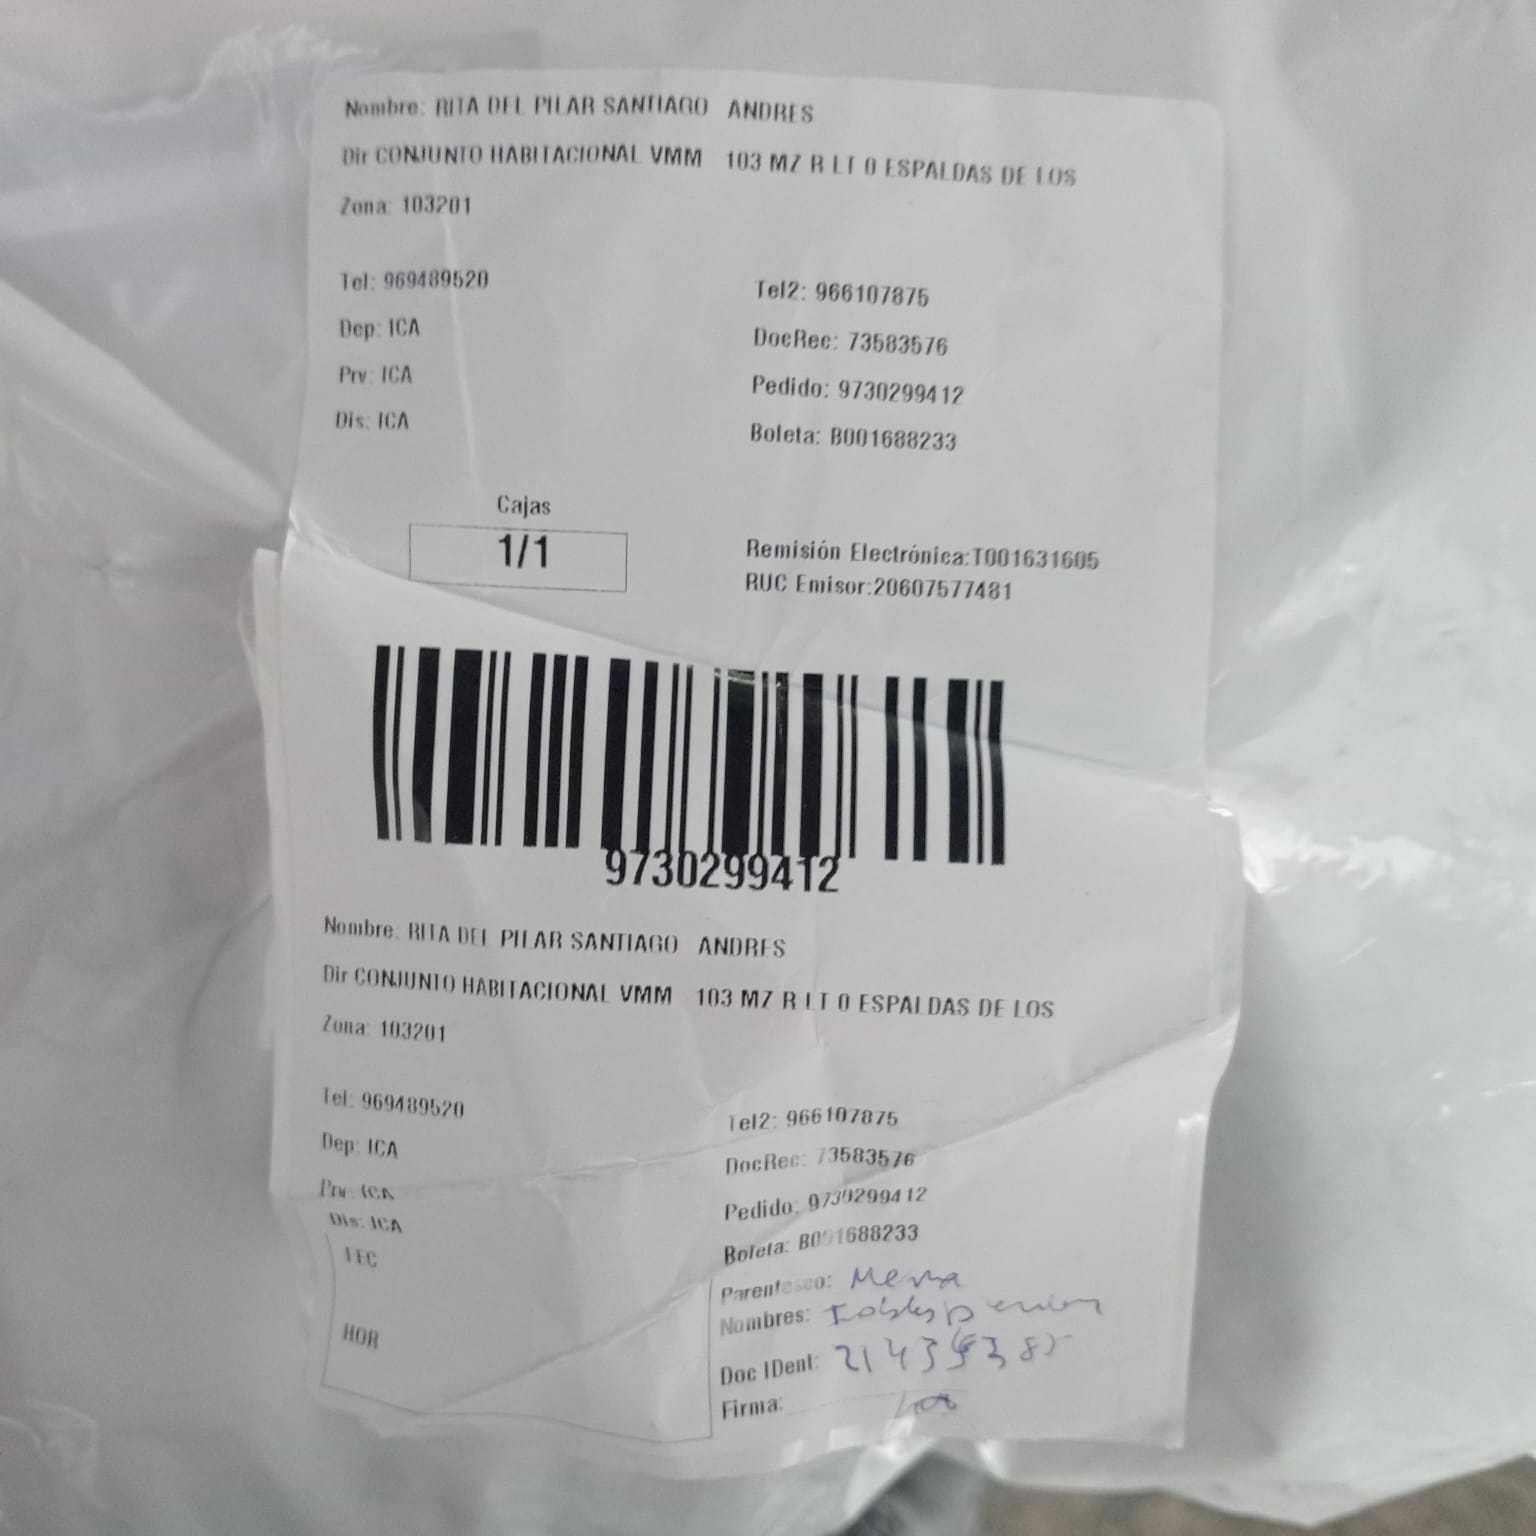 Nombre: RITA DEL PILAR SANTIAGO ANDRES
Dir CONJUNTO HABITACIONAL VMM 103 MZ R LT 0 ESPALDAS DE LOS
Zona: 103201
Tel: 969489520 Tel2: 966107875
Dep: ICA DocRec: 73583576
Prv: ICA Pedido: 9730299412
Dis: ICA Boleta: B001688233
Cajas
1/1
Remisión Electrónica:T001631605
RUC Emisor:20607577481
9730299412
Nombre: RITA DEL PILAR SANTIAGO ANDRES
Dir CONJUNTO HABITACIONAL VMM 103 MZ R LT 0 ESPALDAS DE LOS
Zona: 103201
Tel: 969489520 Tel2: 966107875
Dep: ICA DocRec: 73583576
Prv: ICA Pedido: 9730299412
Dis: ICA Boleta: B001688233
FEC
HOR
Parentesco:
Nombres:
Doc IDent:
Firma: